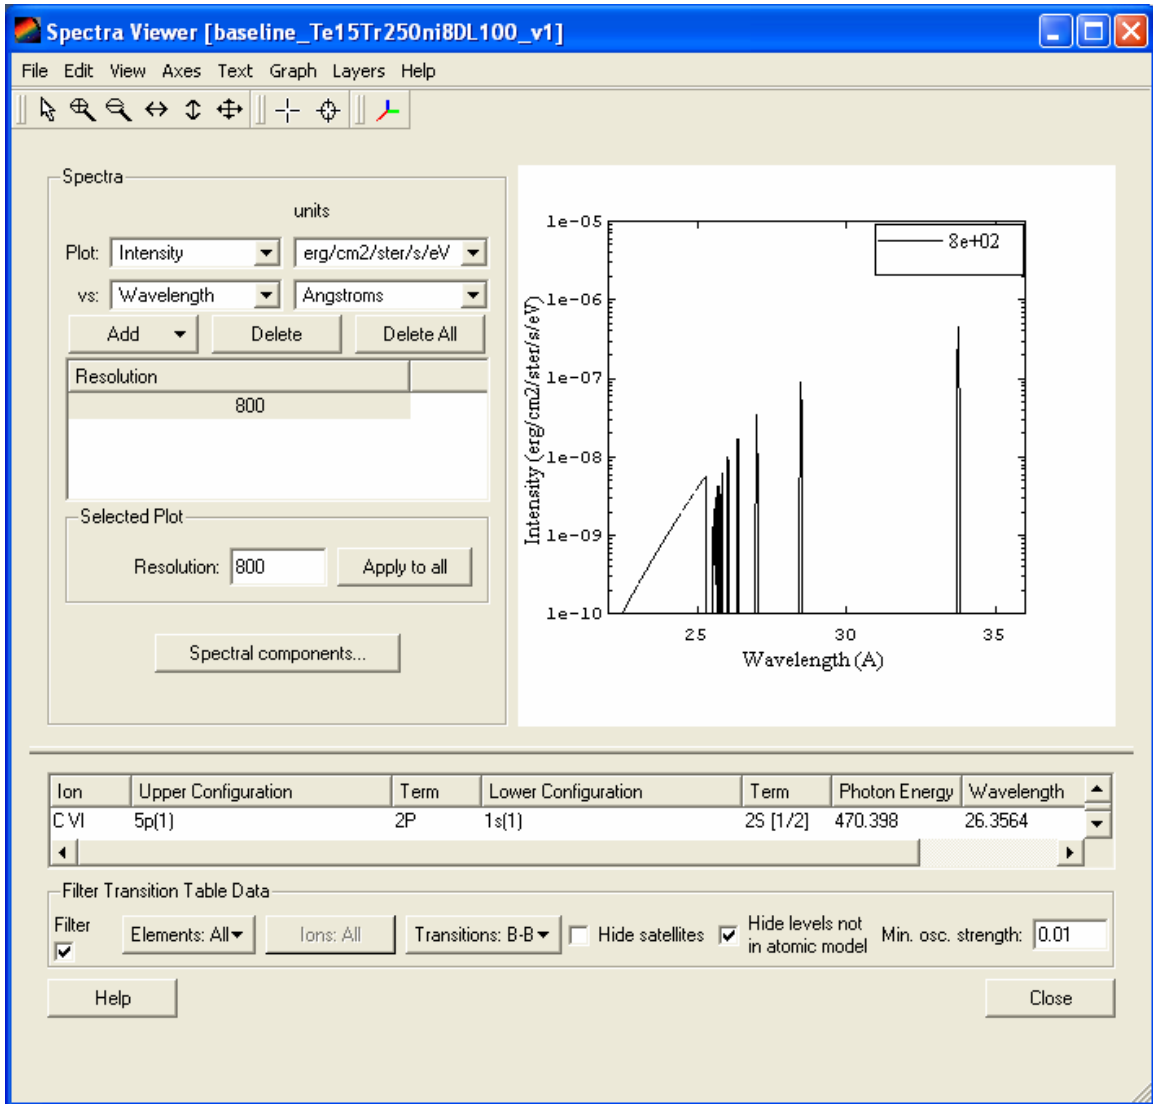 Spectra Viewer [baseline_Te15Tr250ni8DL100_v1]
File Edit View Axes Text Graph Layers Help
Spectra
units
Plot: Intensity erg/cm2/ster/s/eV
vs: Wavelength Angstroms
Add Delete Delete All
Resolution
800
Selected Plot
Resolution: 800 Apply to all
Spectral components...
8e+02
1e-05
1e-06
1e-07
1e-08
1e-09
1e-10
Intensity (erg/cm2/ster/s/eV)
25 30 35
Wavelength (A)
Ion Upper Configuration Term Lower Configuration Term Photon Energy Wavelength
C VI 5p(1) 2P 1s(1) 2S [1/2] 470.398 26.3564
Filter Transition Table Data
Filter Elements: All Ions: All Transitions: B-B Hide satellites Hide levels not
in atomic model Min. osc. strength: 0.01
Help Close